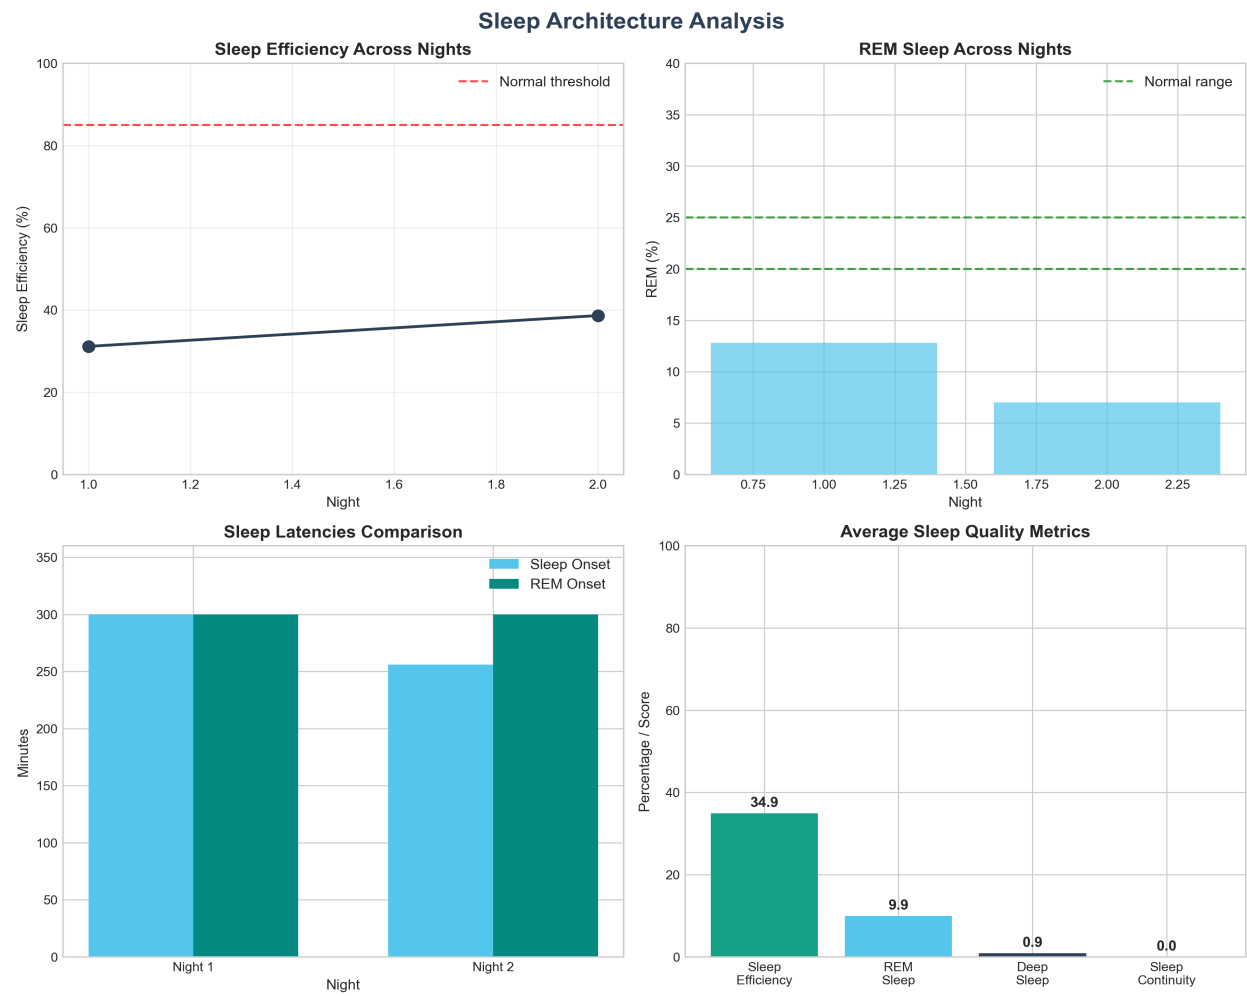 Sleep Architecture Analysis
Sleep Efficiency Across Nights
100
80
60
40
20
0
Sleep Efficiency (%)
Normal threshold
1.0 1.2 1.4 1.6 1.8 2.0
Night
REM Sleep Across Nights
40
35
30
25
20
15
10
5
0
REM (%)
Normal range
0.75 1.00 1.25 1.50 1.75 2.00 2.25
Night
Sleep Latencies Comparison
350
300
250
200
150
100
50
0
Minutes
Sleep Onset
REM Onset
Night 1 Night 2
Night
Average Sleep Quality Metrics
100
80
60
40
20
0
Percentage / Score
34.9
9.9
0.9
0.0
Sleep
Efficiency
REM
Sleep
Deep
Sleep
Sleep
Continuity